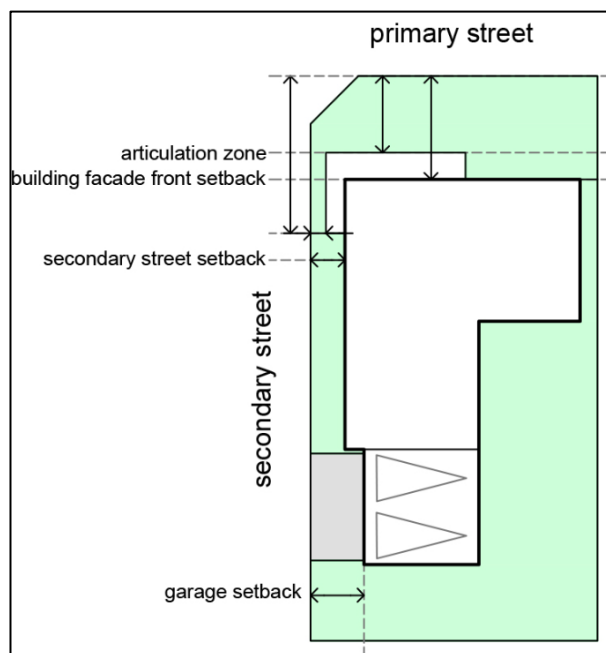 primary street
articulation zone
building facade front setback
secondary street setback
secondary street
garage setback